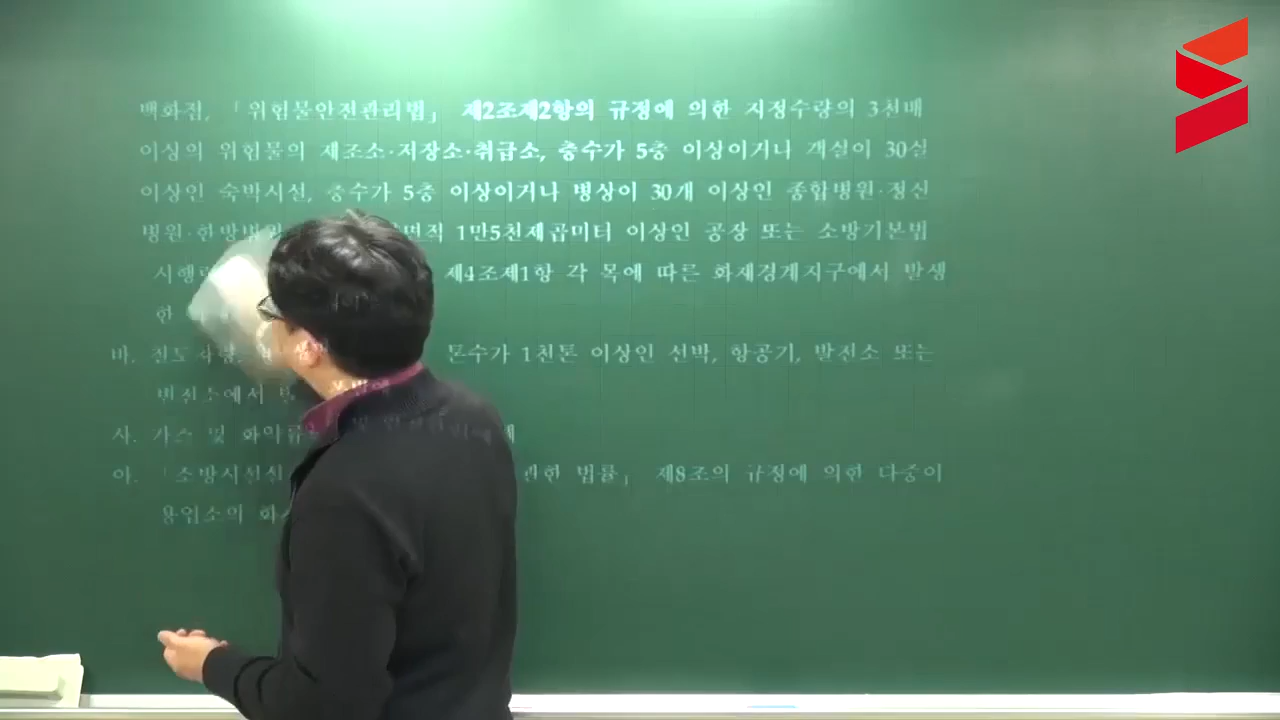 백화점, 「위험물안전관리법」 제2조제2항의 규정에 의한 지정수량의 3천배
이상의 위험물의 제조소·저장소·취급소, 층수가 5층 이상이거나 객실이 30실
이상인 숙박시설, 층수가 5층 이상이거나 병상이 30개 이상인 종합병원·정신
병원·한방병원 면적 1만5천제곱미터 이상인 공장 또는 소방기본법
시행령 제4조제1항 각 목에 따른 화재경계지구에서 발생
한
바. 철도차량, 톤수가 1천톤 이상인 선박, 항공기, 발전소 또는
변전소에서
사. 가스 및 화약류
아. 「소방시설설 관한 법률」 제8조의 규정에 의한 다중이
용업소의 화재